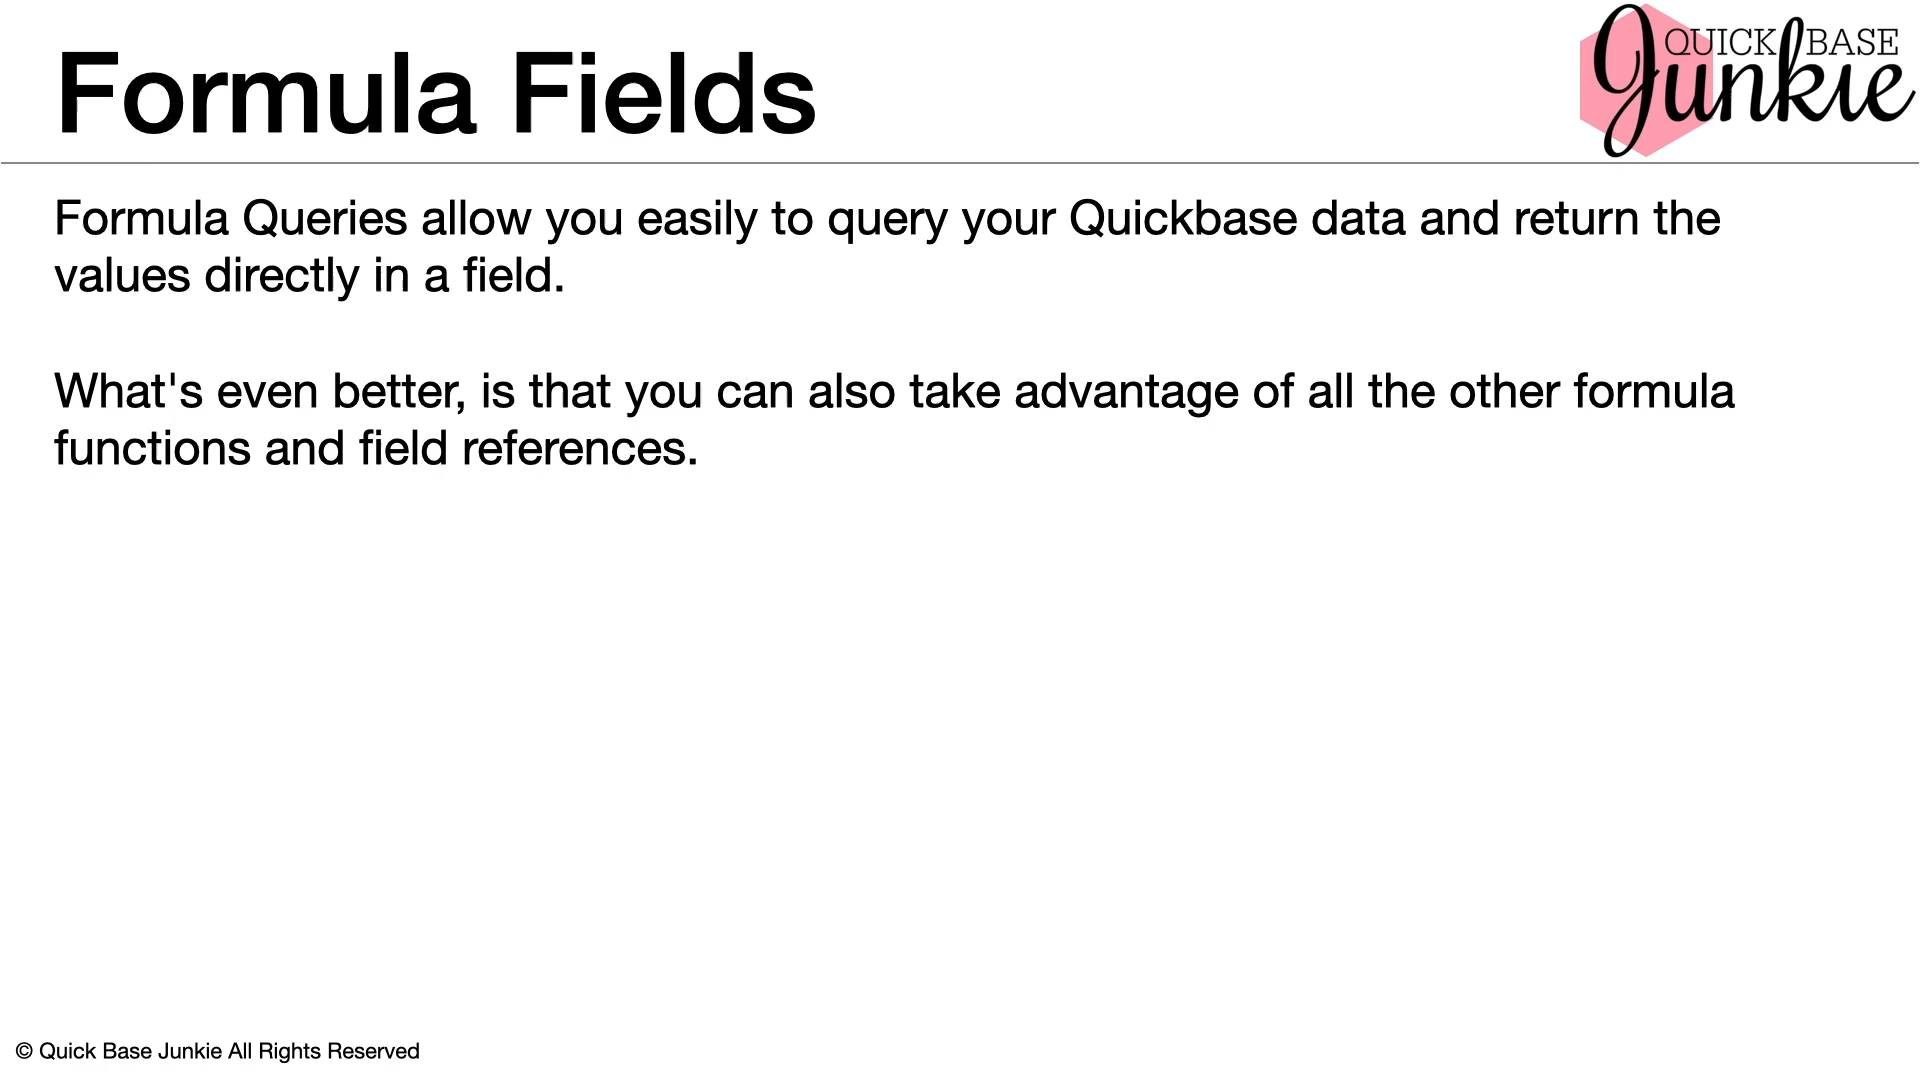 Formula Fields
QUICK BASE
Junkie
Formula Queries allow you easily to query your Quickbase data and return the
values directly in a field.
What's even better, is that you can also take advantage of all the other formula
functions and field references.
© Quick Base Junkie All Rights Reserved